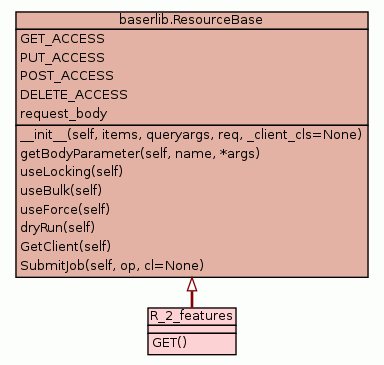 baserlib.ResourceBase
GET_ACCESS
PUT_ACCESS
POST_ACCESS
DELETE_ACCESS
request_body
__init__(self, items, queryargs, req, _client_cls=None)
getBodyParameter(self, name, *args)
useLocking(self)
useBulk(self)
useForce(self)
dryRun(self)
GetClient(self)
SubmitJob(self, op, cl=None)
R_2_features
GET()